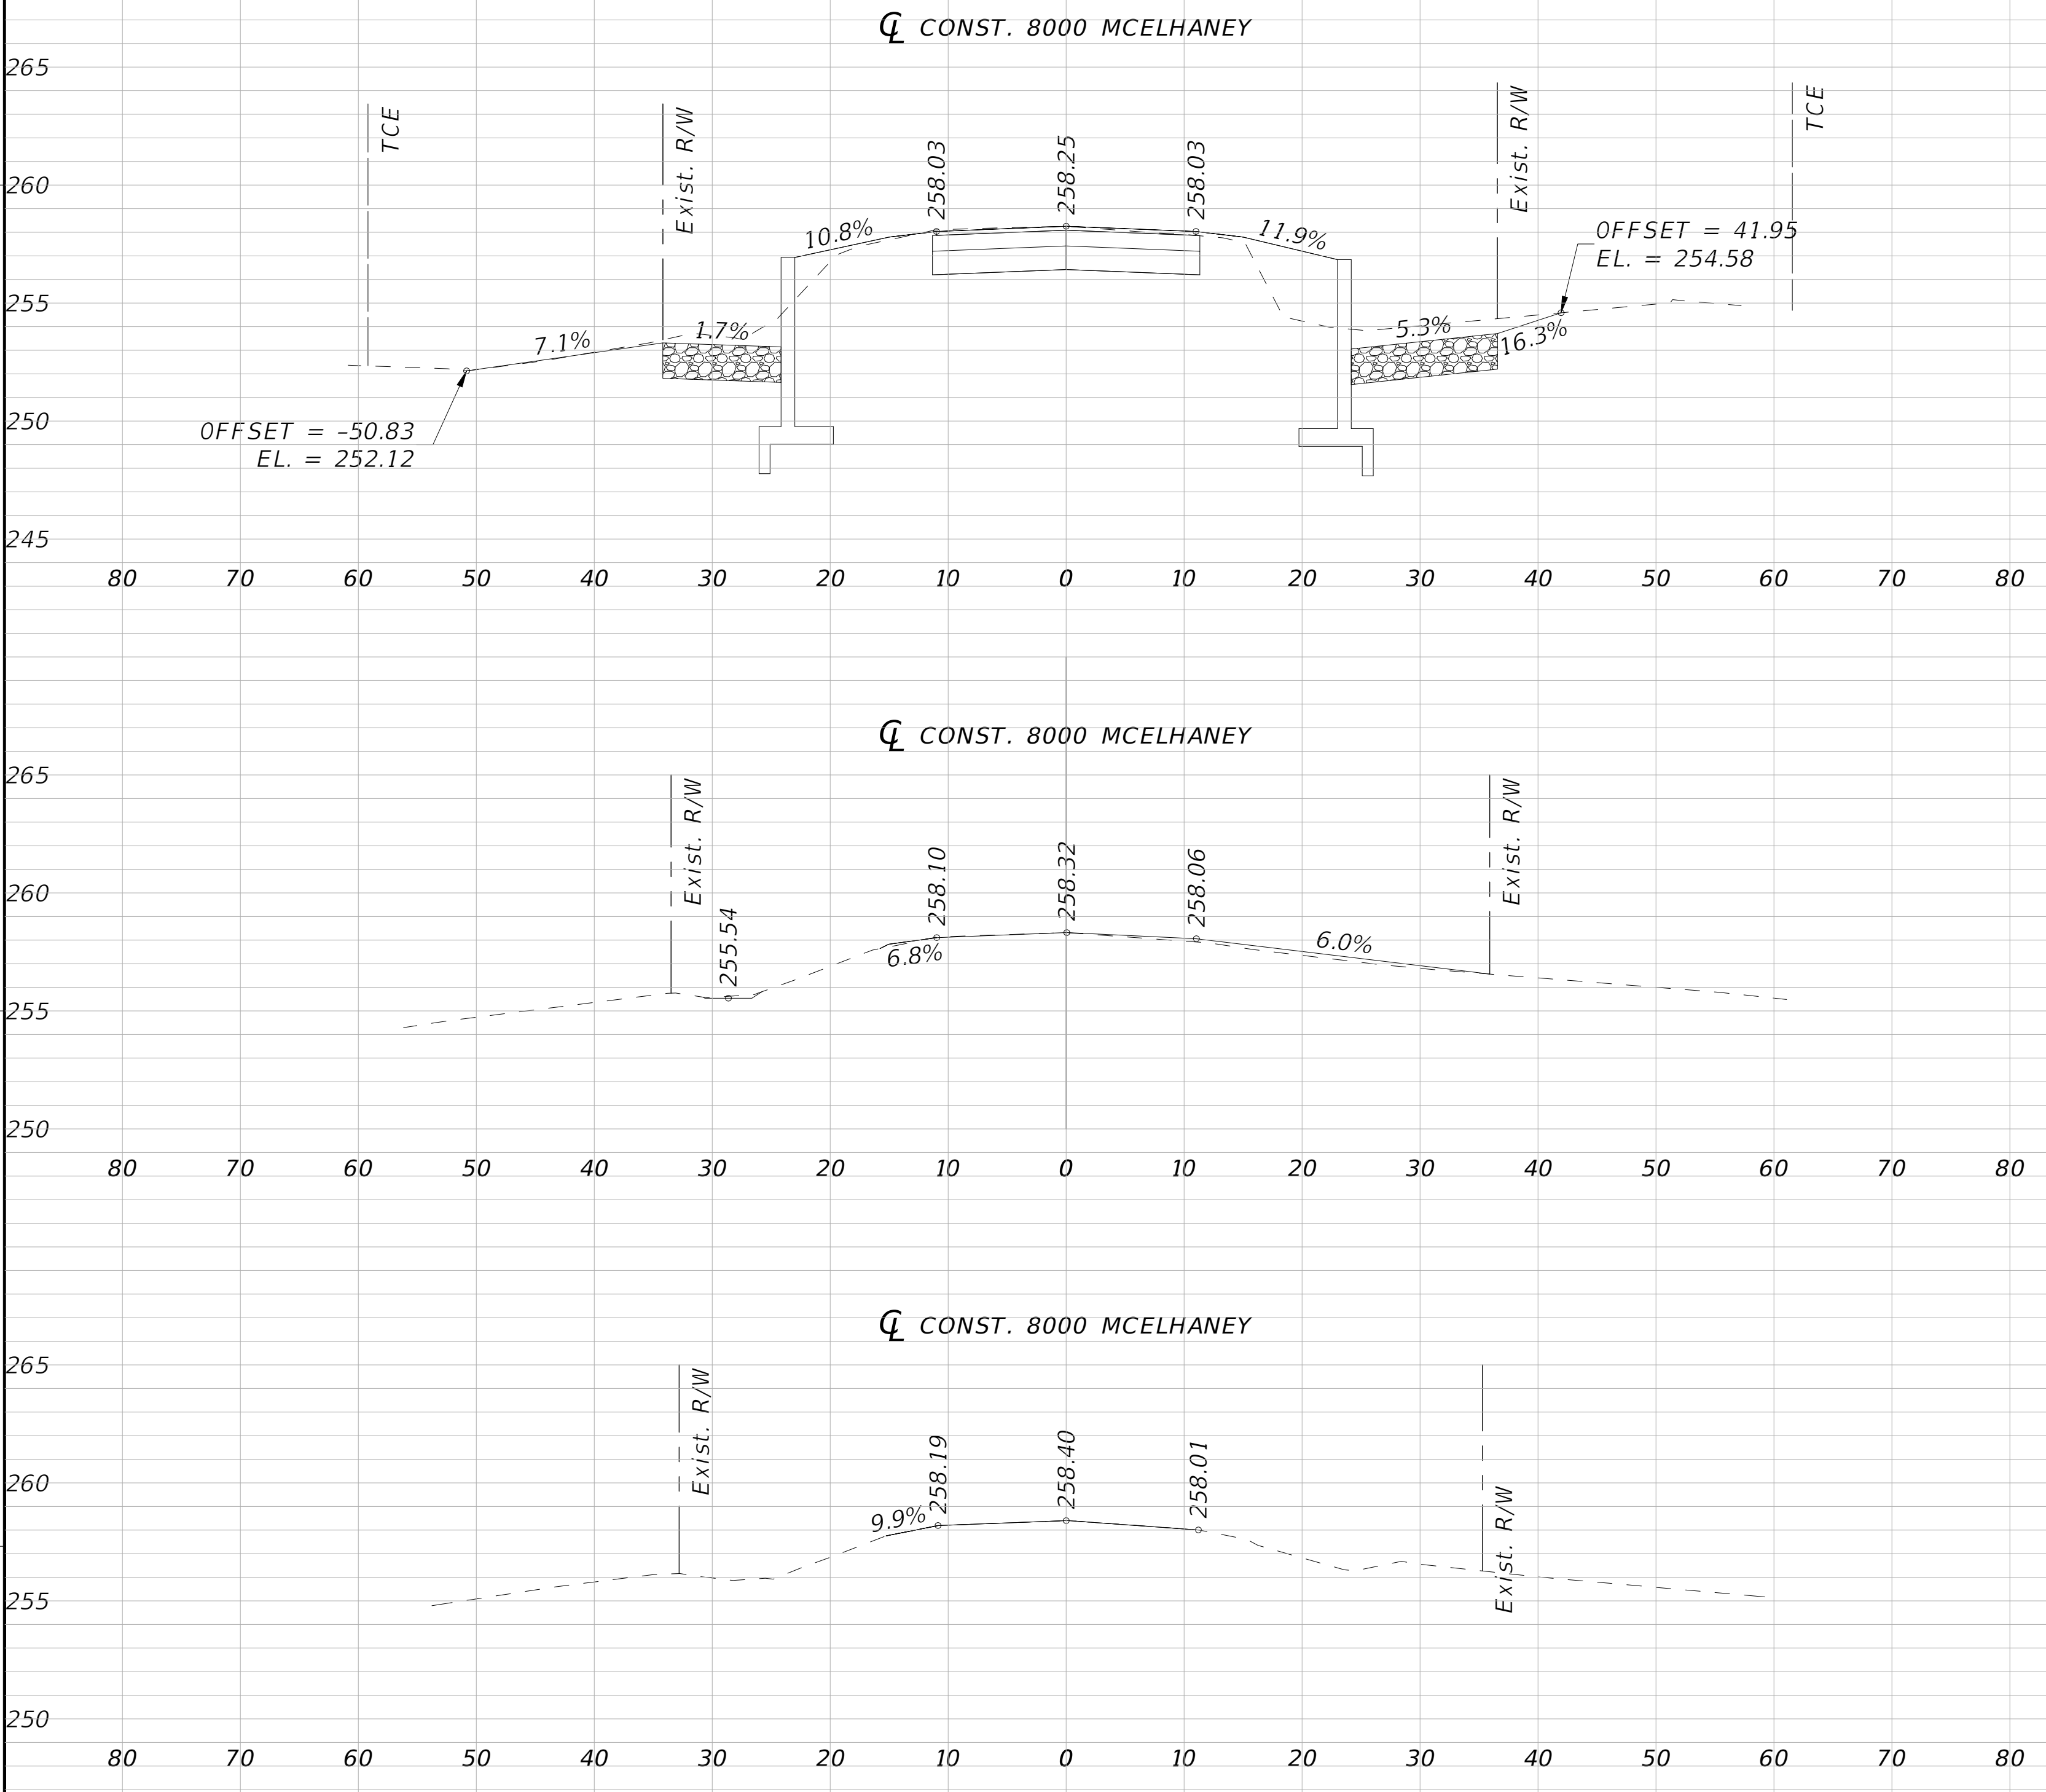 ℄ CONST. 8000 MCELHANEY
265
TCE
Exist. R/W
258.03
258.25
258.03
Exist. R/W
TCE
260
10.8%
11.9%
OFFSET = 41.95
EL. = 254.58
255
7.1%
1.7%
5.3%
16.3%
250
OFFSET = -50.83
EL. = 252.12
245
80 70 60 50 40 30 20 10 0 10 20 30 40 50 60 70 80
℄ CONST. 8000 MCELHANEY
265
Exist. R/W
Exist. R/W
260
258.10
258.32
258.06
255.54
6.8%
6.0%
255
250
80 70 60 50 40 30 20 10 0 10 20 30 40 50 60 70 80
℄ CONST. 8000 MCELHANEY
265
Exist. R/W
260
258.19
258.40
258.01
9.9%
Exist. R/W
255
250
80 70 60 50 40 30 20 10 0 10 20 30 40 50 60 70 80